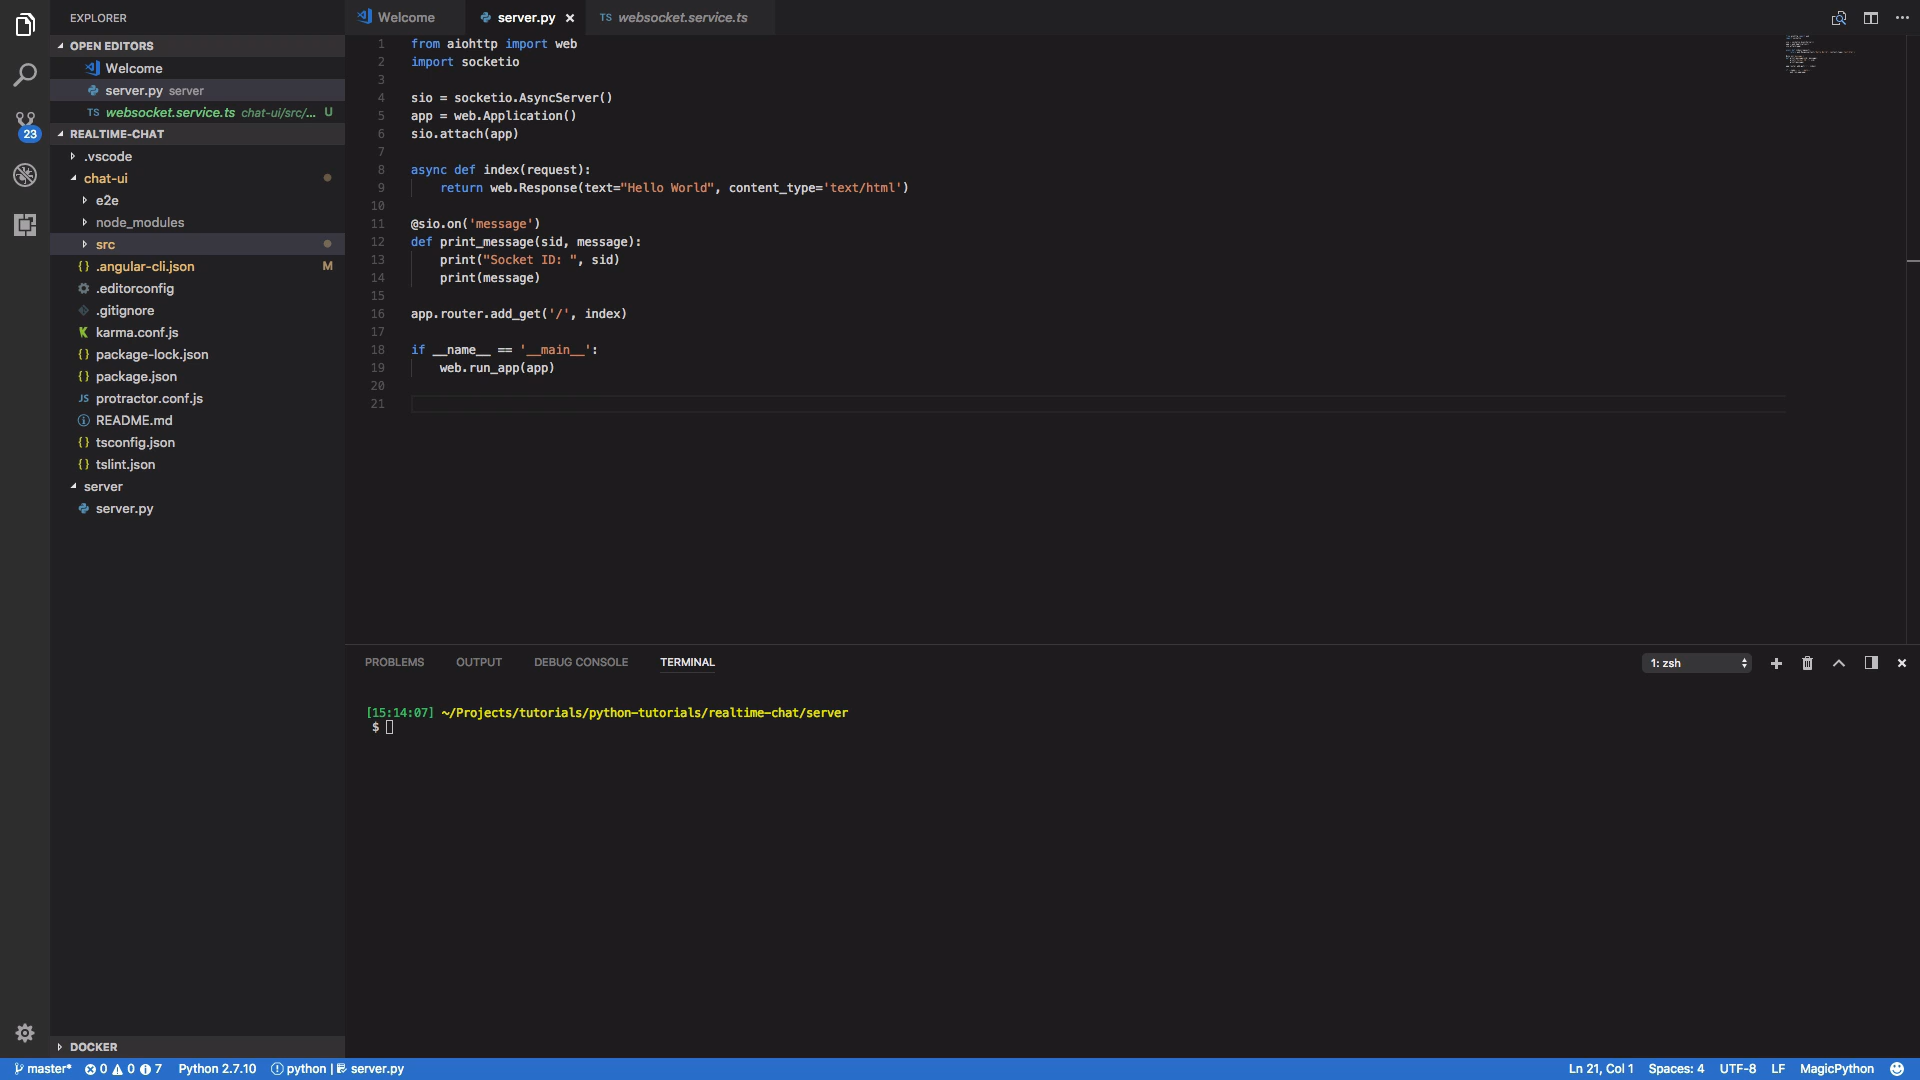 EXPLORER
OPEN EDITORS
Welcome
server.py server
TS websocket.service.ts chat-ui/src/... U
23
REALTIME-CHAT
.vscode
chat-ui
e2e
node_modules
src
{} .angular-cli.json M
.editorconfig
.gitignore
karma.conf.js
{} package-lock.json
{} package.json
JS protractor.conf.js
README.md
{} tsconfig.json
{} tslint.json
server
server.py
DOCKER
Welcome server.py × TS websocket.service.ts
1 from aiohttp import web
2 import socketio
3
4 sio = socketio.AsyncServer()
5 app = web.Application()
6 sio.attach(app)
7
8 async def index(request):
9 return web.Response(text="Hello World", content_type='text/html')
10
11 @sio.on('message')
12 def print_message(sid, message):
13 print("Socket ID: ", sid)
14 print(message)
15
16 app.router.add_get('/', index)
17
18 if __name__ == '__main__':
19 web.run_app(app)
20
21
PROBLEMS OUTPUT DEBUG CONSOLE TERMINAL 1: zsh
[15:14:07] ~/Projects/tutorials/python-tutorials/realtime-chat/server
$
master* 0 0 7 Python 2.7.10 python | server.py Ln 21, Col 1 Spaces: 4 UTF-8 LF MagicPython